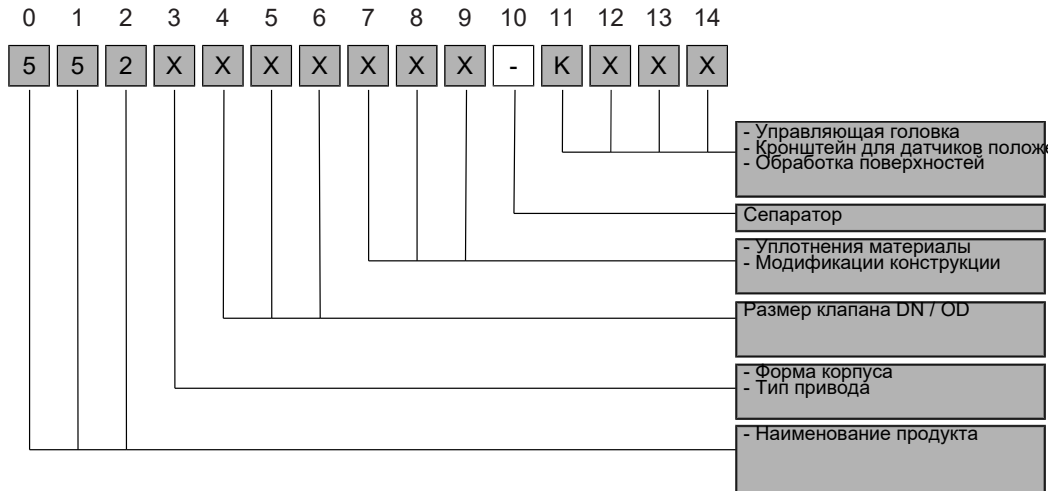 0 1 2 3 4 5 6 7 8 9 10 11 12 13 14
5 5 2 X X X X X X X - K X X X
- Управляющая головка
- Кронштейн для датчиков полож
- Обработка поверхностей
Сепаратор
- Уплотнения материалы
- Модификации конструкции
Размер клапана DN / OD
- Форма корпуса
- Тип привода
- Наименование продукта